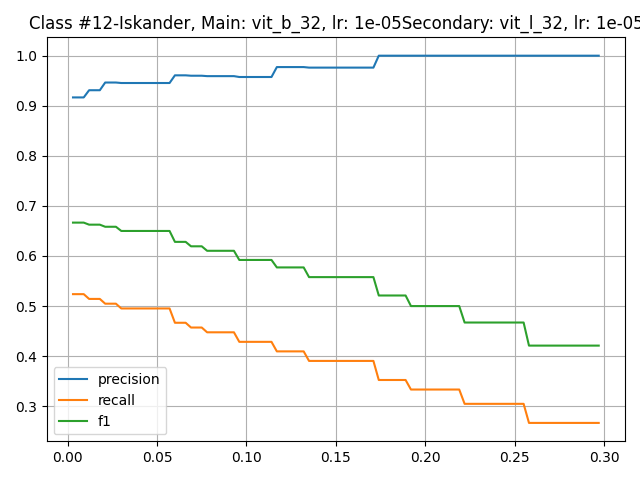 Class #12-Iskander, Main: vit_b_32, lr: 1e-05Secondary: vit_l_32, lr: 1e-05
1.0
0.9
0.8
0.7
0.6
0.5
0.4
0.3
precision
recall
f1
0.00 0.05 0.10 0.15 0.20 0.25 0.30